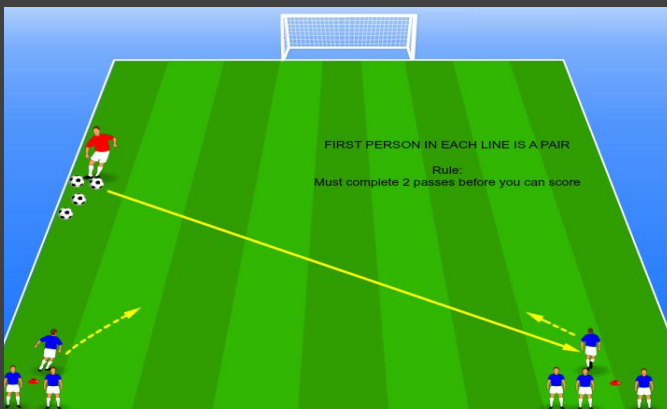 FIRST PERSON IN EACH LINE IS A PAIR
Rule:
Must complete 2 passes before you can score